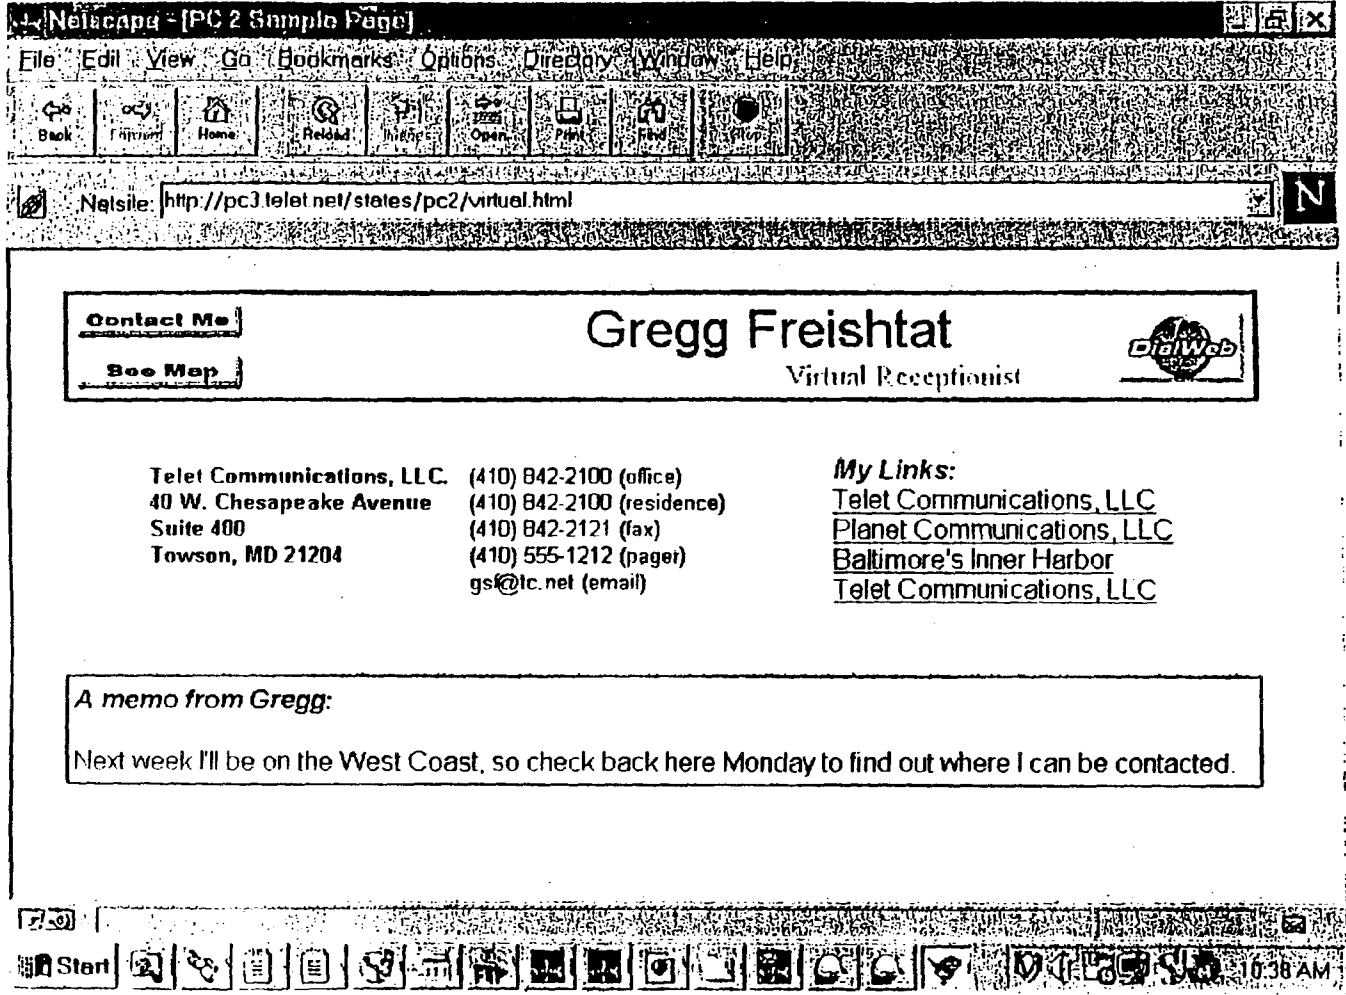 Netscape - [PC 2 Sample Page]
File Edit View Go Bookmarks Options Directory Window Help
Back Forward Home Reload Images Open Print Find Stop
Netsite: http://pc3.telet.net/states/pc2/virtual.html
N
Contact Me
See Map
Gregg Freishtat
Virtual Receptionist
DialWeb
Telet Communications, LLC.
40 W. Chesapeake Avenue
Suite 400
Towson, MD 21204
(410) 842-2100 (office)
(410) 842-2100 (residence)
(410) 842-2121 (fax)
(410) 555-1212 (pager)
gsf@tc.net (email)
My Links:
Telet Communications, LLC
Planet Communications, LLC
Baltimore's Inner Harbor
Telet Communications, LLC
A memo from Gregg:
Next week I'll be on the West Coast, so check back here Monday to find out where I can be contacted.
Start
FTP
10:38 AM